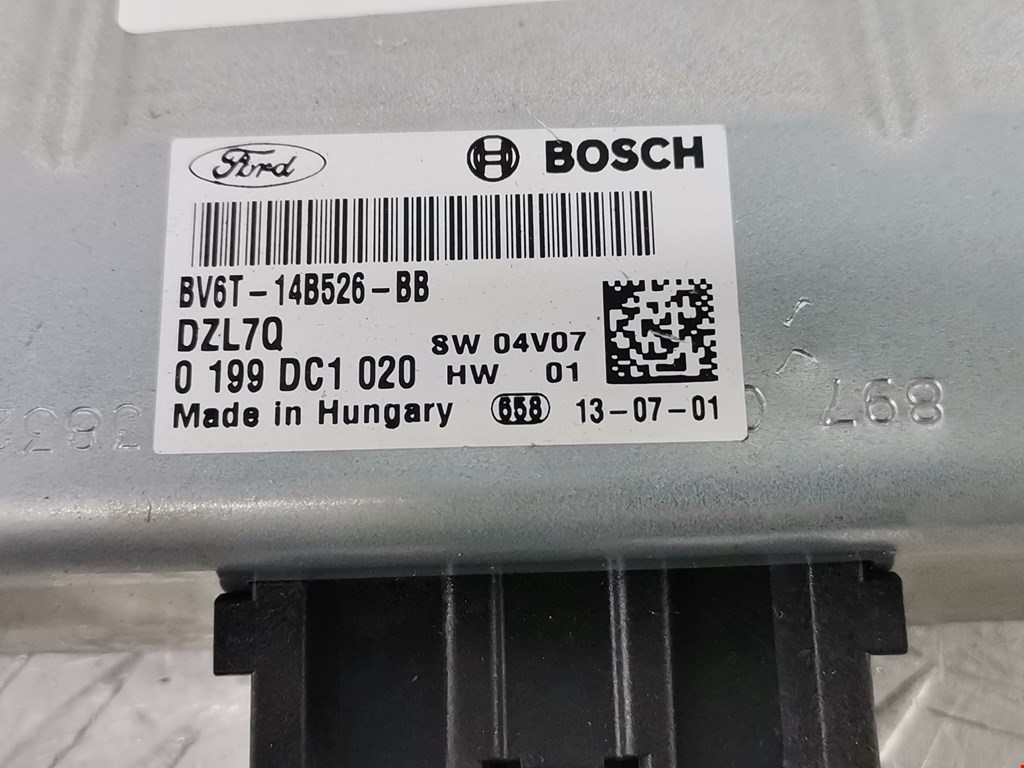 Ford BOSCH
BV6T-14B526-BB
DZL7Q SW 04V07
0 199 DC1 020 HW 01
Made in Hungary 658 13-07-01
897